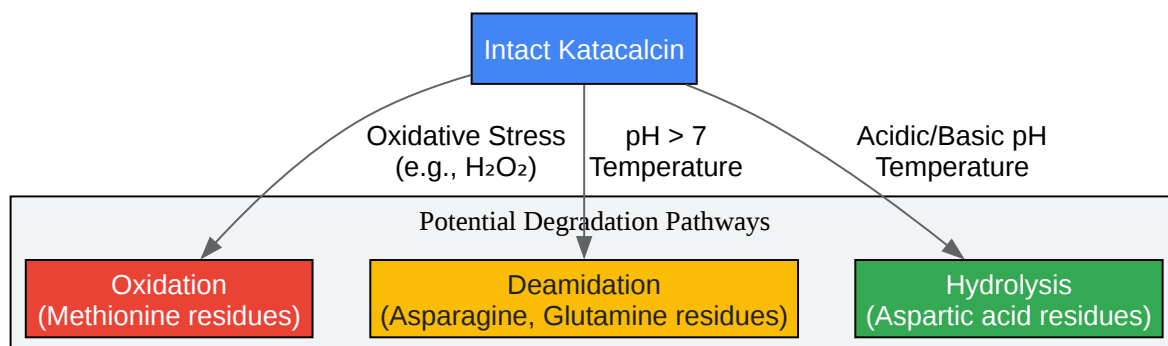 Intact Katacalcin
Oxidative Stress
(e.g., H₂O₂)
pH > 7
Temperature
Acidic/Basic pH
Temperature
Potential Degradation Pathways
Oxidation
(Methionine residues)
Deamidation
(Asparagine, Glutamine residues)
Hydrolysis
(Aspartic acid residues)